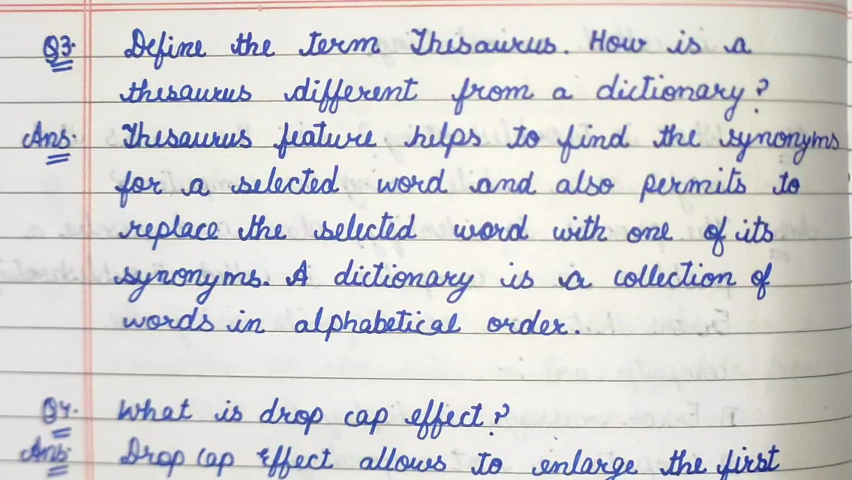 Q3. Define the term Thesaurus. How is a
thesaurus different from a dictionary?
Ans. Thesaurus feature helps to find the synonyms
for a selected word and also permits to
replace the selected word with one of its
synonyms. A dictionary is a collection of
words in alphabetical order.
Q4. What is drop cap effect?
Ans. Drop cap effect allows to enlarge the first